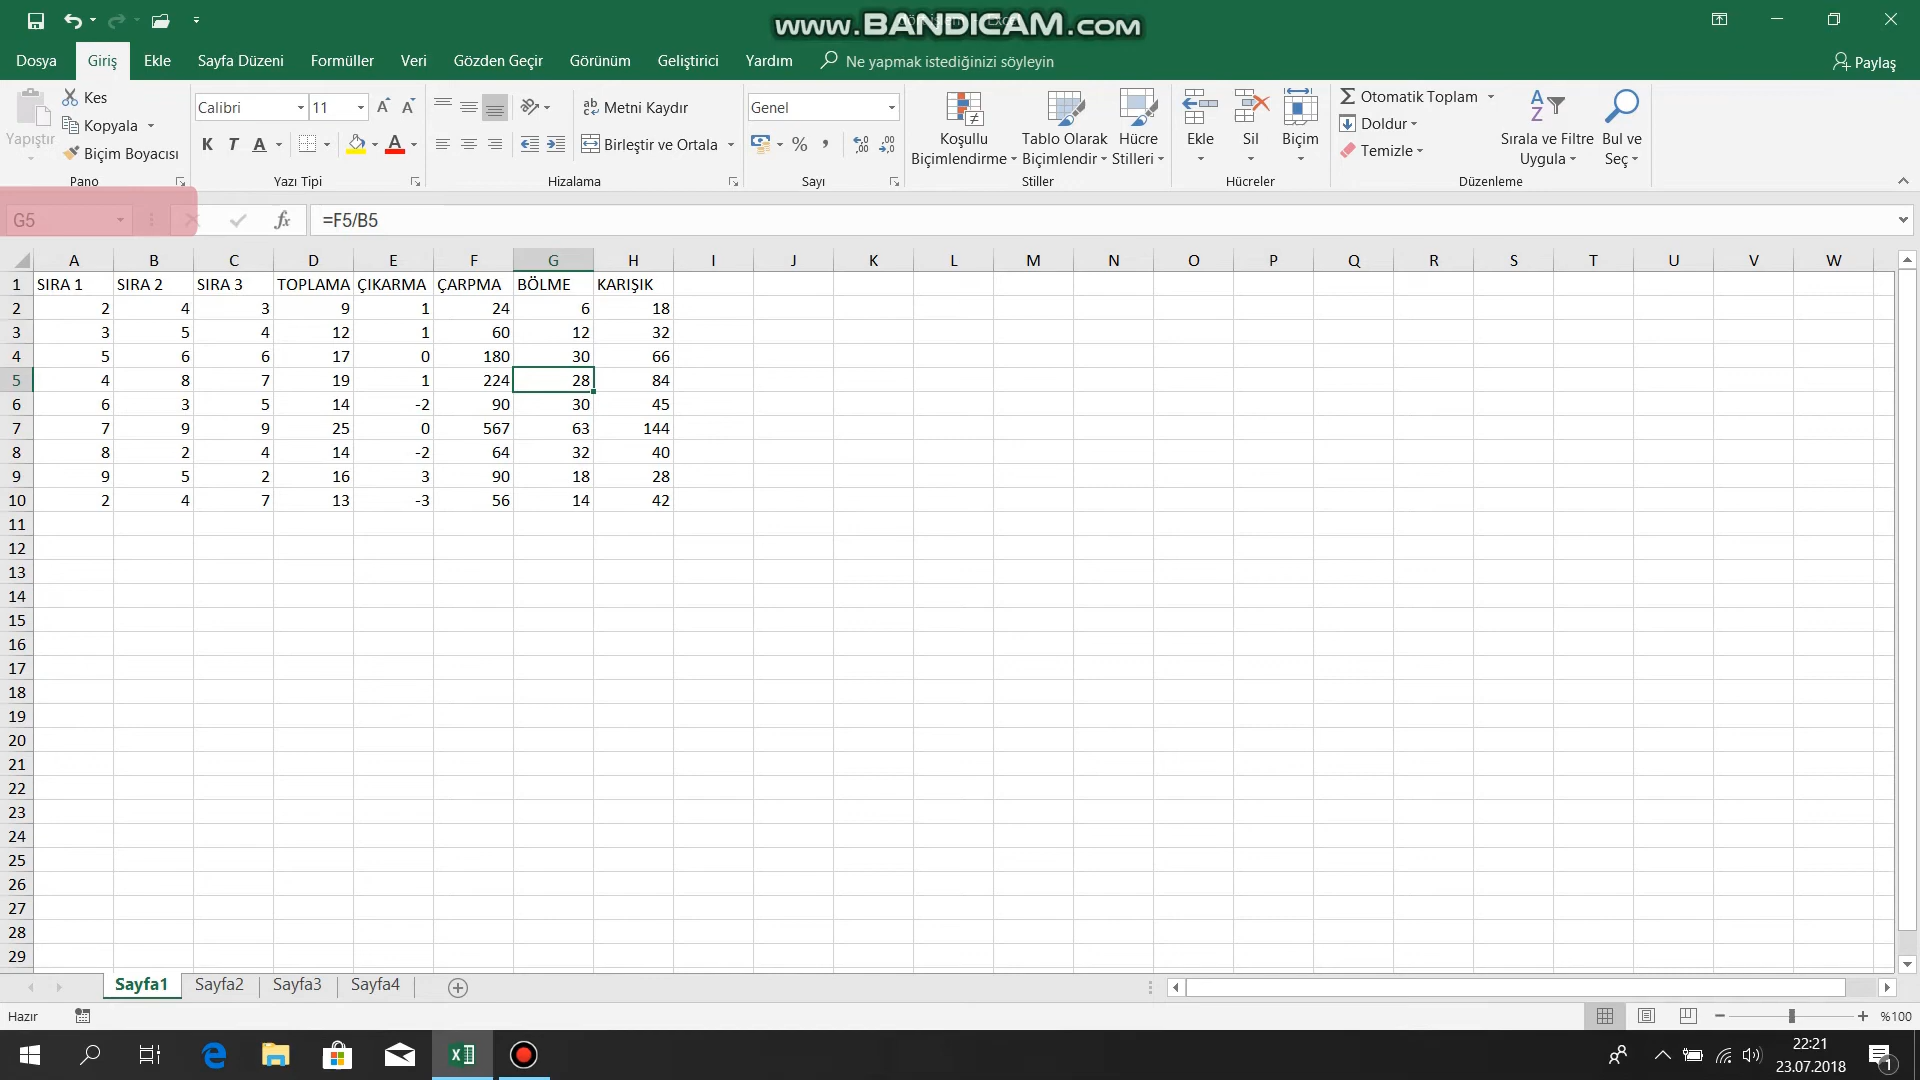 www.BANDICAM.com
Dosya Giriş Ekle Sayfa Düzeni Formüller Veri Gözden Geçir Görünüm Geliştirici Yardım Ne yapmak istediğinizi söyleyin Paylaş
Yapıştır
Kes
Kopyala
Biçim Boyacısı
Pano
Calibri 11
K T A A
Yazı Tipi
Metni Kaydır
Birleştir ve Ortala
Hizalama
Genel
% ,
Sayı
Koşullu
Biçimlendirme
Tablo Olarak
Biçimlendir
Hücre
Stilleri
Stiller
Ekle Sil Biçim
Hücreler
Otomatik Toplam
Doldur
Temizle
Sırala ve Filtre
Uygula
Bul ve
Seç
Düzenleme
G5 fx =F5/B5
A B C D E F G H I J K L M N O P Q R S T U V W
1 SIRA 1 SIRA 2 SIRA 3 TOPLAMA ÇIKARMA ÇARPMA BÖLME KARIŞIK
2 2 4 3 9 1 24 6 18
3 3 5 4 12 1 60 12 32
4 5 6 6 17 0 180 30 66
5 4 8 7 19 1 224 28 84
6 6 3 5 14 -2 90 30 45
7 7 9 9 25 0 567 63 144
8 8 2 4 14 -2 64 32 40
9 9 5 2 16 3 90 18 28
10 2 4 7 13 -3 56 14 42
11
12
13
14
15
16
17
18
19
20
21
22
23
24
25
26
27
28
29
Sayfa1 Sayfa2 Sayfa3 Sayfa4
Hazır %100
22:21
23.07.2018
1